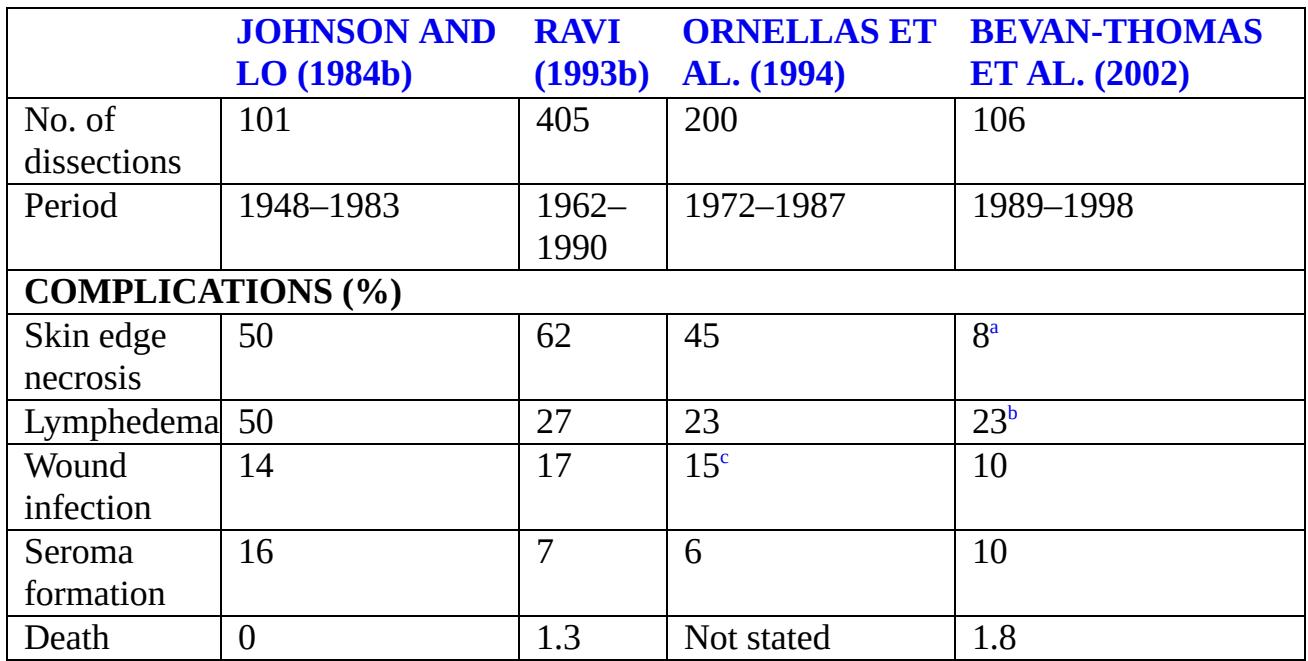 JOHNSON AND LO (1984b) RAVI (1993b) ORNELLAS ET AL. (1994) BEVAN-THOMAS ET AL. (2002)
No. of dissections 101 405 200 106
Period 1948–1983 1962–1990 1972–1987 1989–1998
COMPLICATIONS (%)
Skin edge necrosis 50 62 45 8a
Lymphedema 50 27 23 23b
Wound infection 14 17 15c 10
Seroma formation 16 7 6 10
Death 0 1.3 Not stated 1.8